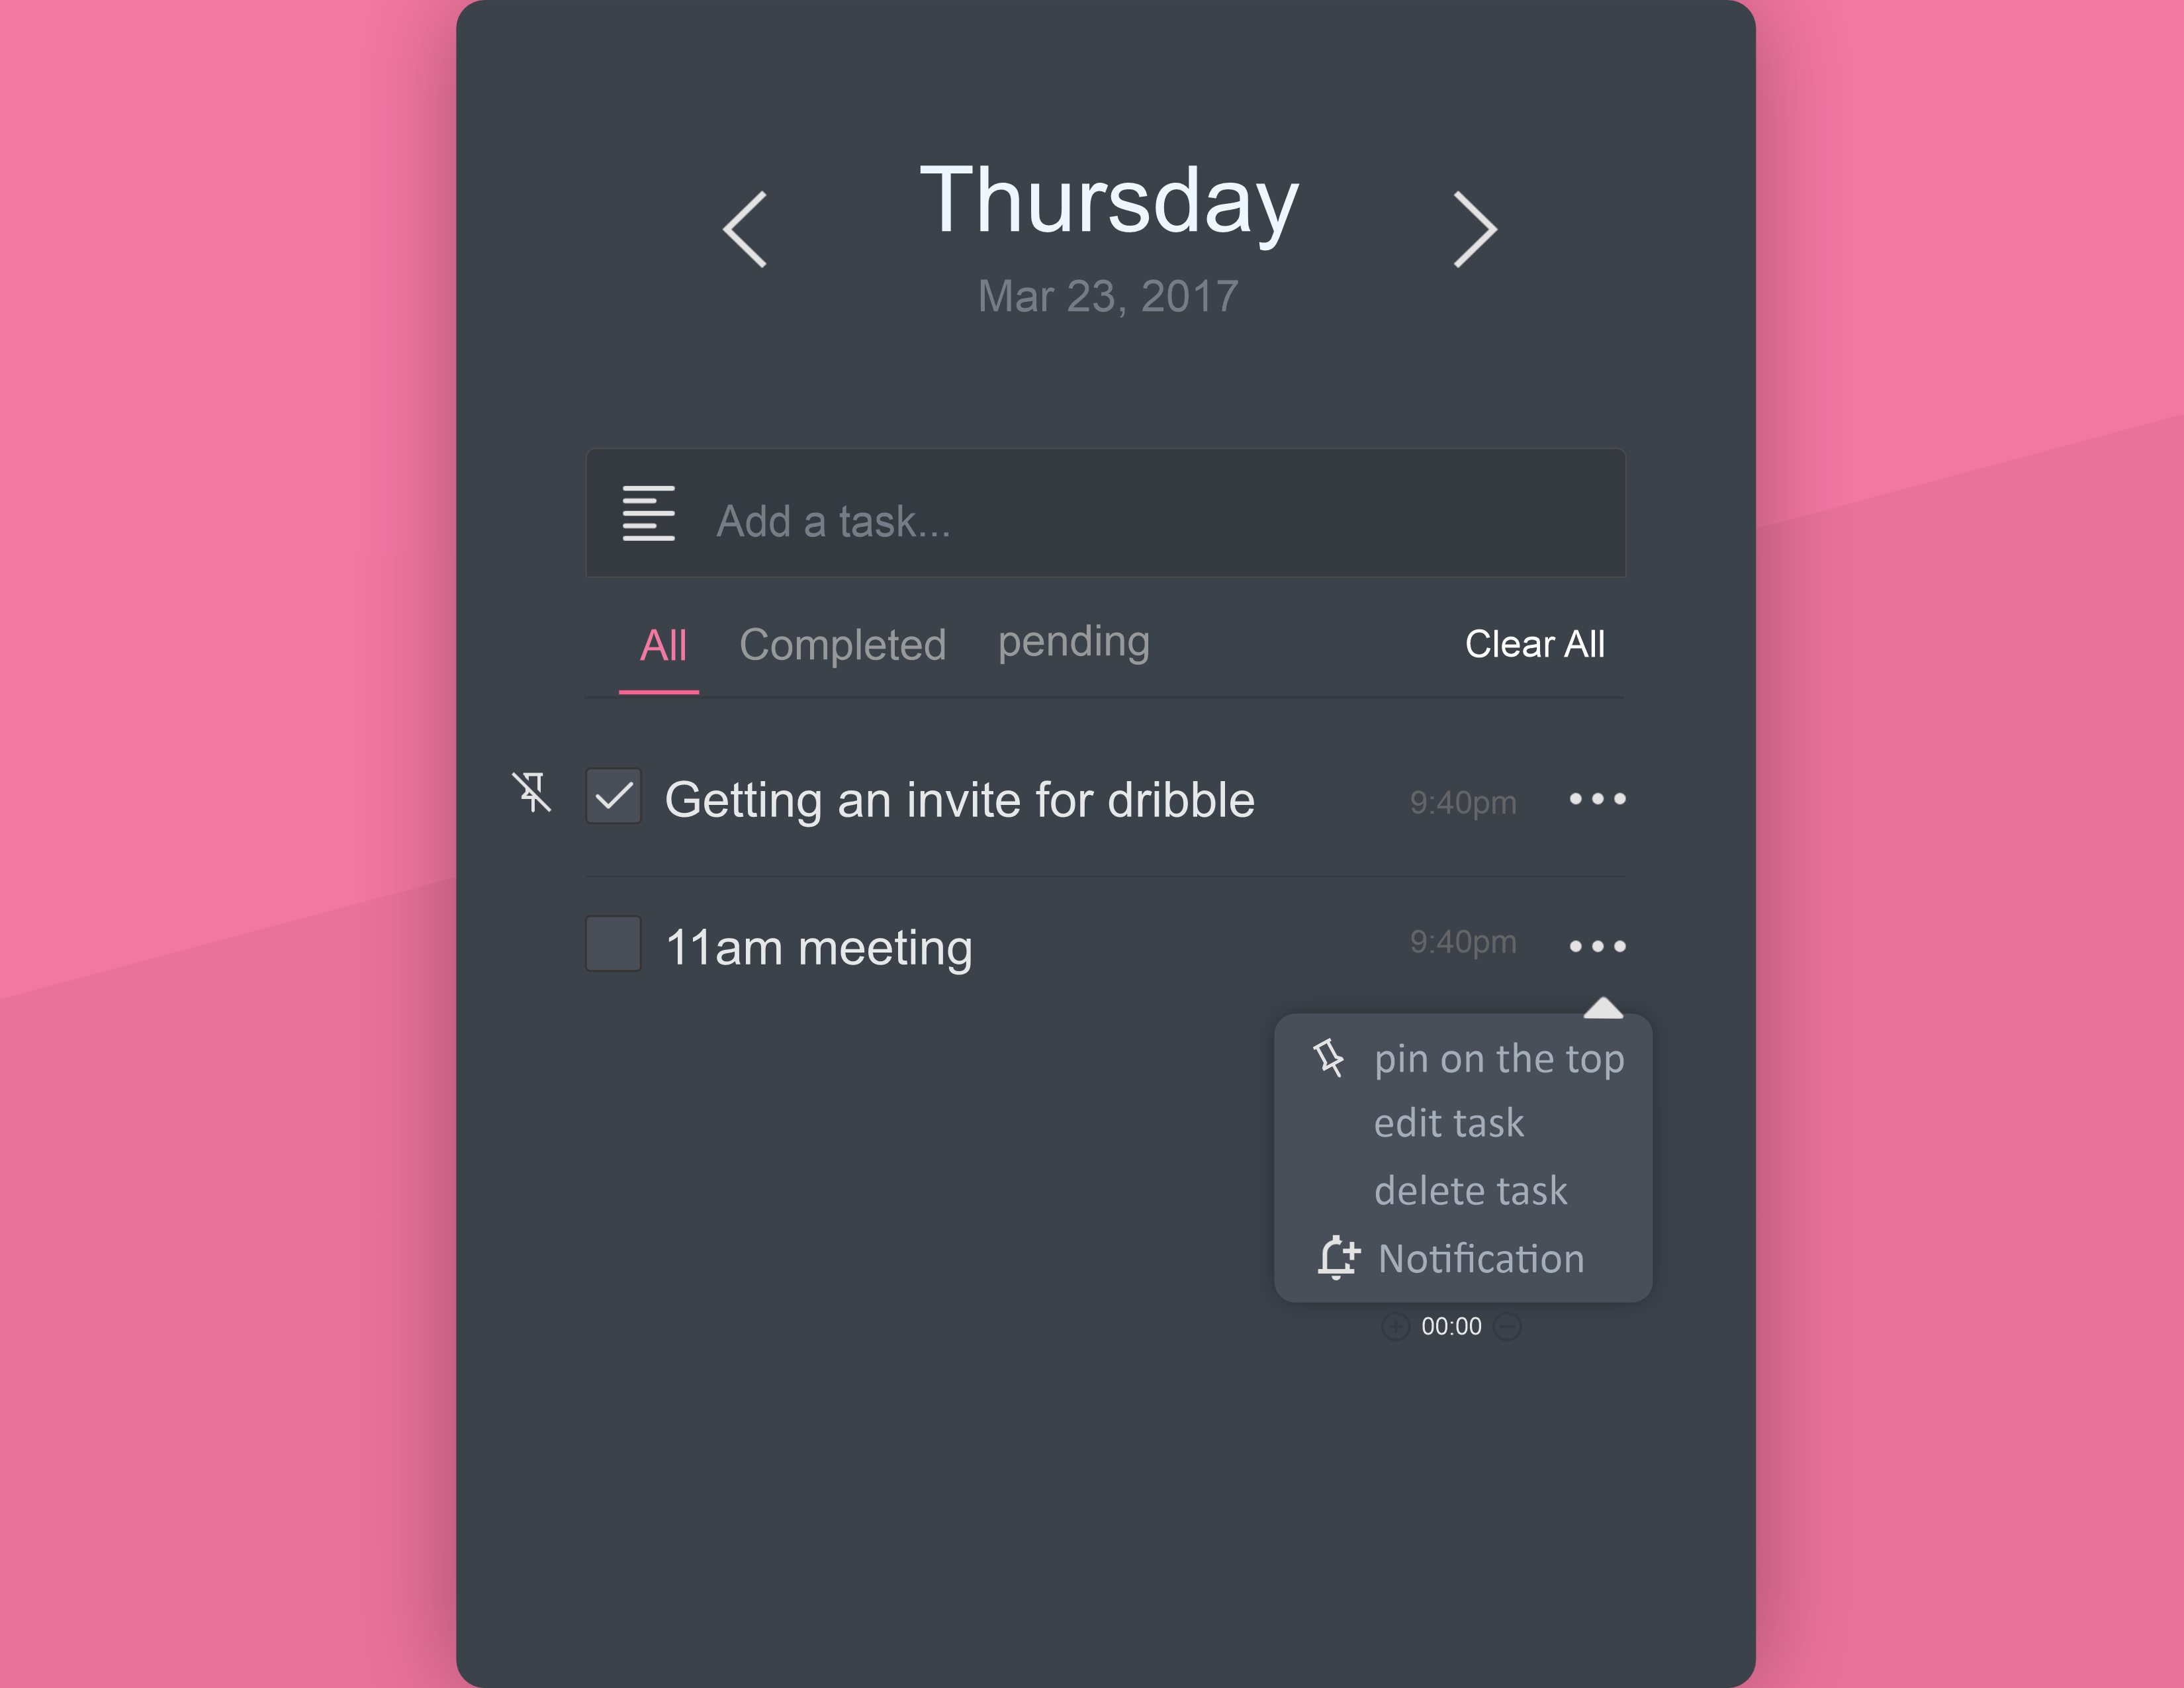 Thursday
Mar 23, 2017
Add a task...
All Completed pending Clear All
Getting an invite for dribble 9:40pm
11am meeting 9:40pm
pin on the top
edit task
delete task
Notification
00:00